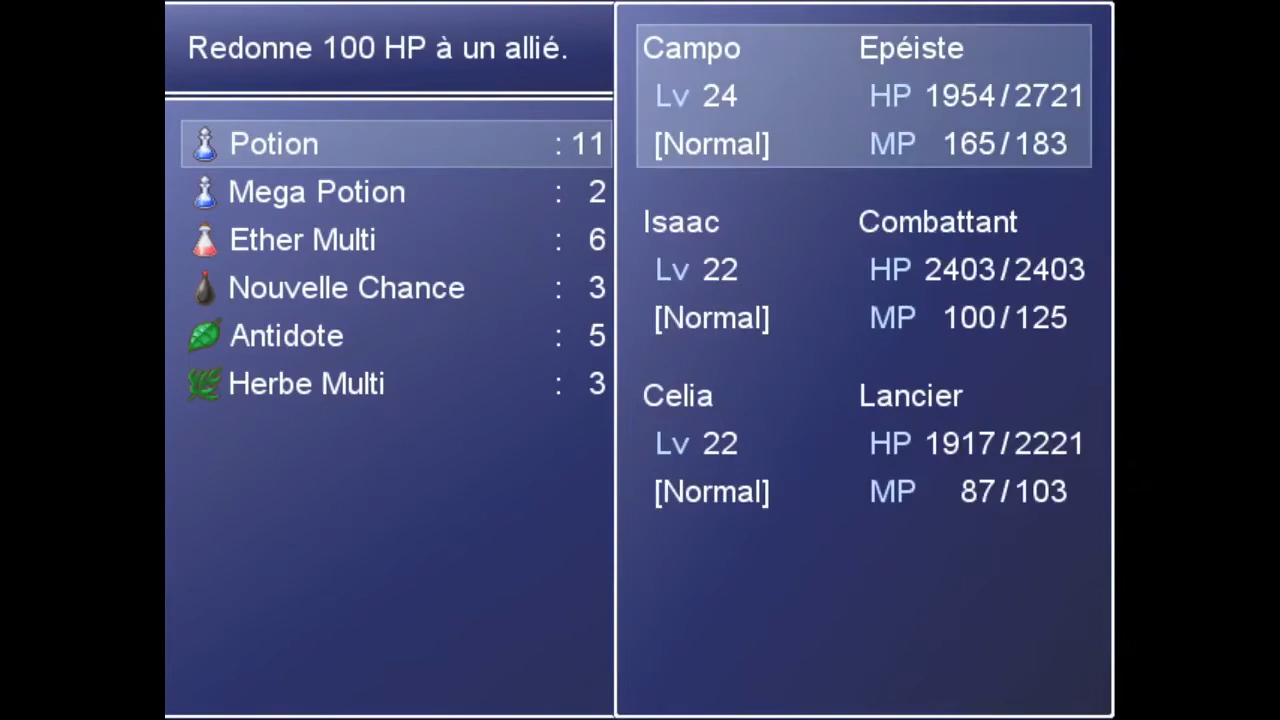 Redonne 100 HP à un allié.
Potion : 11
Mega Potion : 2
Ether Multi : 6
Nouvelle Chance : 3
Antidote : 5
Herbe Multi : 3
Campo Epéiste
Lv 24 HP 1954/2721
[Normal] MP 165/183
Isaac Combattant
Lv 22 HP 2403/2403
[Normal] MP 100/125
Celia Lancier
Lv 22 HP 1917/2221
[Normal] MP 87/103